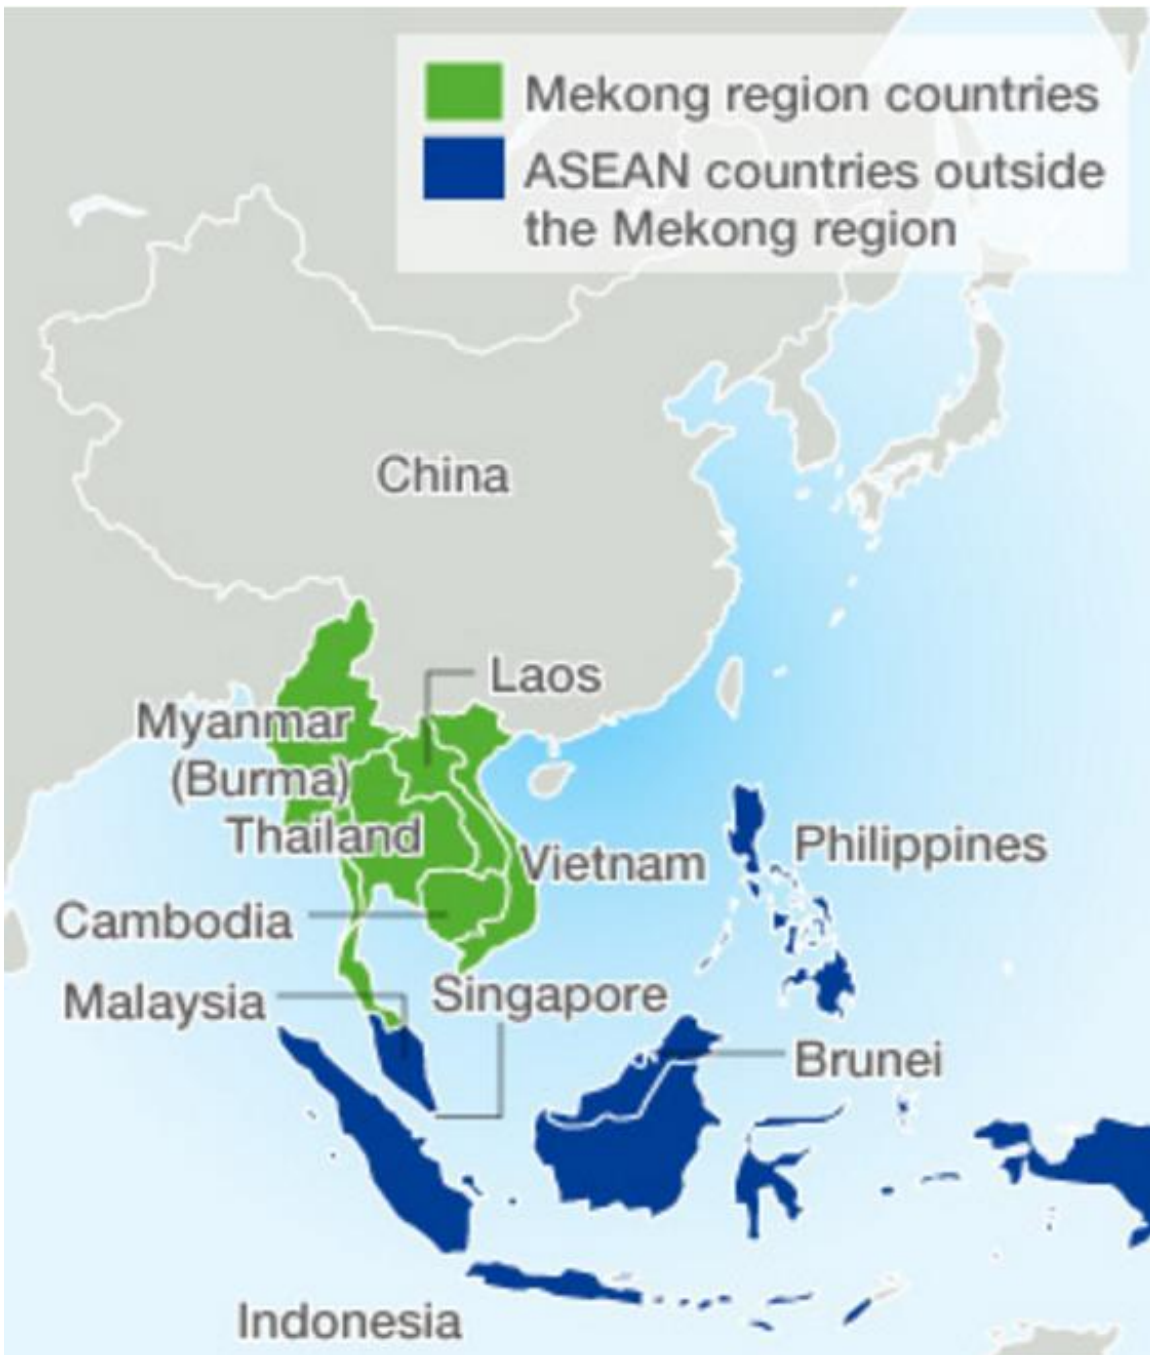 Mekong region countries
ASEAN countries outside
the Mekong region
China
Laos
Myanmar
(Burma)
Thailand
Vietnam
Philippines
Cambodia
Malaysia
Singapore
Brunei
Indonesia